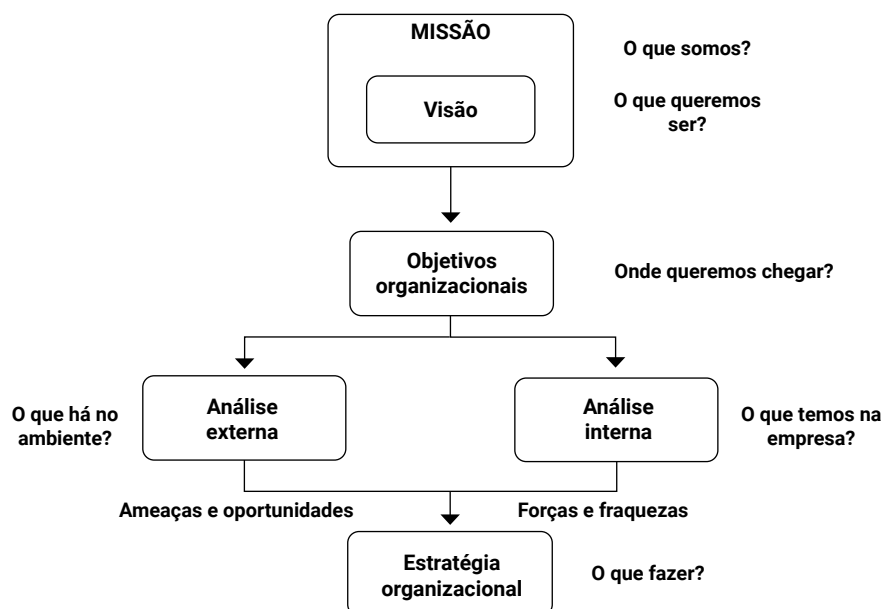 MISSÃO
O que somos?
Visão
O que queremos
ser?
Objetivos
organizacionais
Onde queremos chegar?
O que há no
ambiente?
Análise
externa
Análise
interna
O que temos na
empresa?
Ameaças e oportunidades
Forças e fraquezas
Estratégia
organizacional
O que fazer?